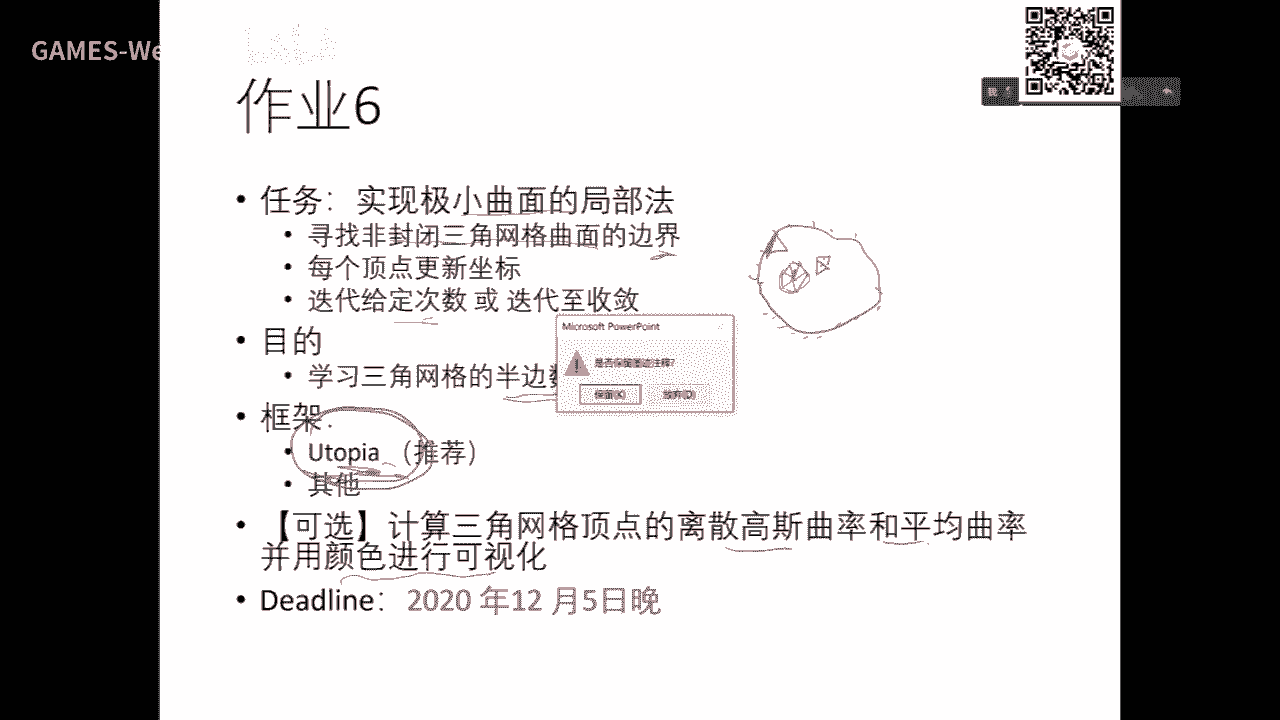 GAMES-We
作业6
• 任务：实现极小曲面的局部法
• 寻找非封闭三角网格曲面的边界
• 每个顶点更新坐标
• 迭代给定次数 或 迭代至收敛
Microsoft PowerPoint
是否保留墨迹注释?
保留(K)
放弃(D)
• 目的
• 学习三角网格的半边数
• 框架：
• Utopia （推荐）
• 其他
• 【可选】计算三角网格顶点的离散高斯曲率和平均曲率
并用颜色进行可视化
• Deadline： 2020 年12 月5日晚